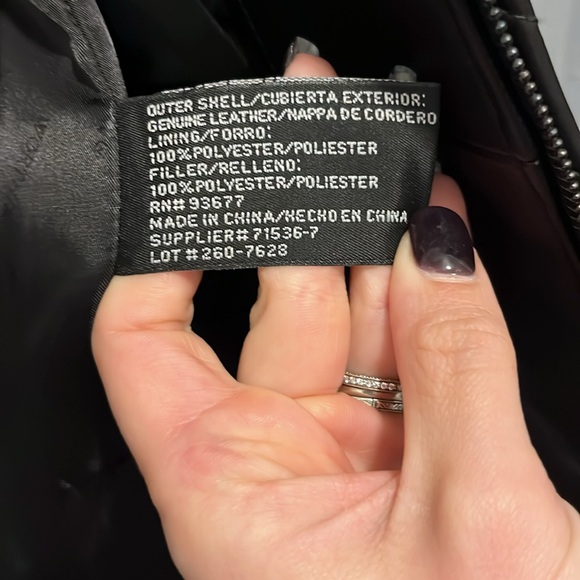 OUTER SHELL/CUBIERTA EXTERIOR:
GENUINE LEATHER/NAPPA DE CORDERO
LINING/FORRO:
100%POLYESTER/POLIESTER
FILLER/RELLENO:
100%POLYESTER/POLIESTER
RN# 93677
MADE IN CHINA/HECHO EN CHINA
SUPPLIER# 71536-7
LOT #260-7628